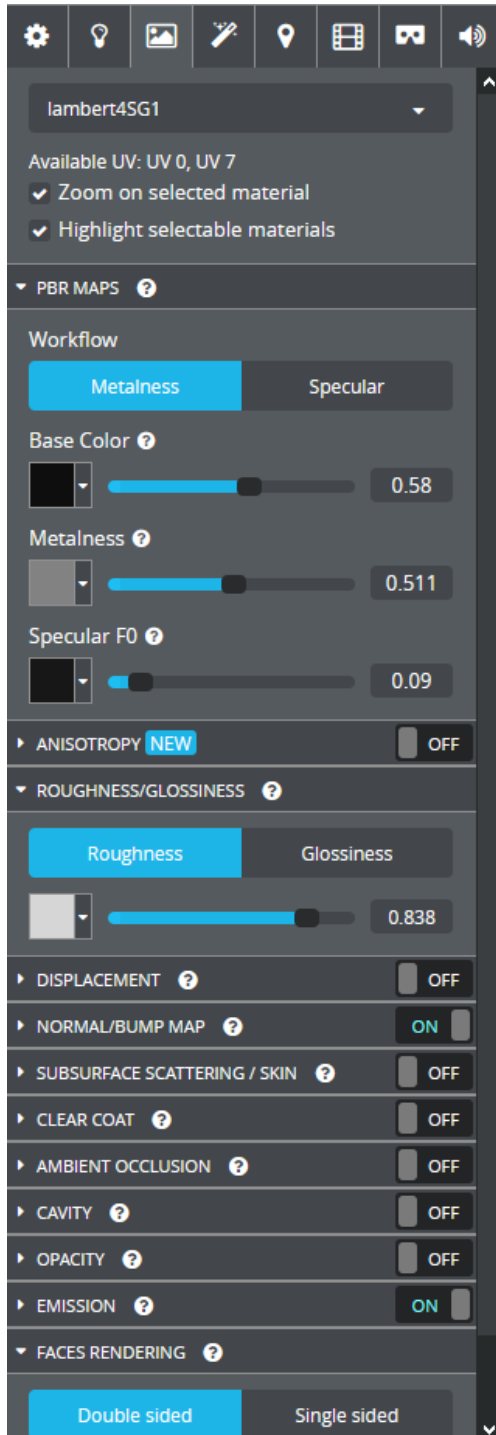 lambert4SG1
Available UV: UV 0, UV 7
Zoom on selected material
Highlight selectable materials
PBR MAPS ?
Workflow
Metalness Specular
Base Color ?
0.58
Metalness ?
0.511
Specular F0 ?
0.09
ANISOTROPY NEW OFF
ROUGHNESS/GLOSSINESS ?
Roughness Glossiness
0.838
DISPLACEMENT ? OFF
NORMAL/BUMP MAP ? ON
SUBSURFACE SCATTERING / SKIN ? OFF
CLEAR COAT ? OFF
AMBIENT OCCLUSION ? OFF
CAVITY ? OFF
OPACITY ? OFF
EMISSION ? ON
FACES RENDERING ?
Double sided Single sided